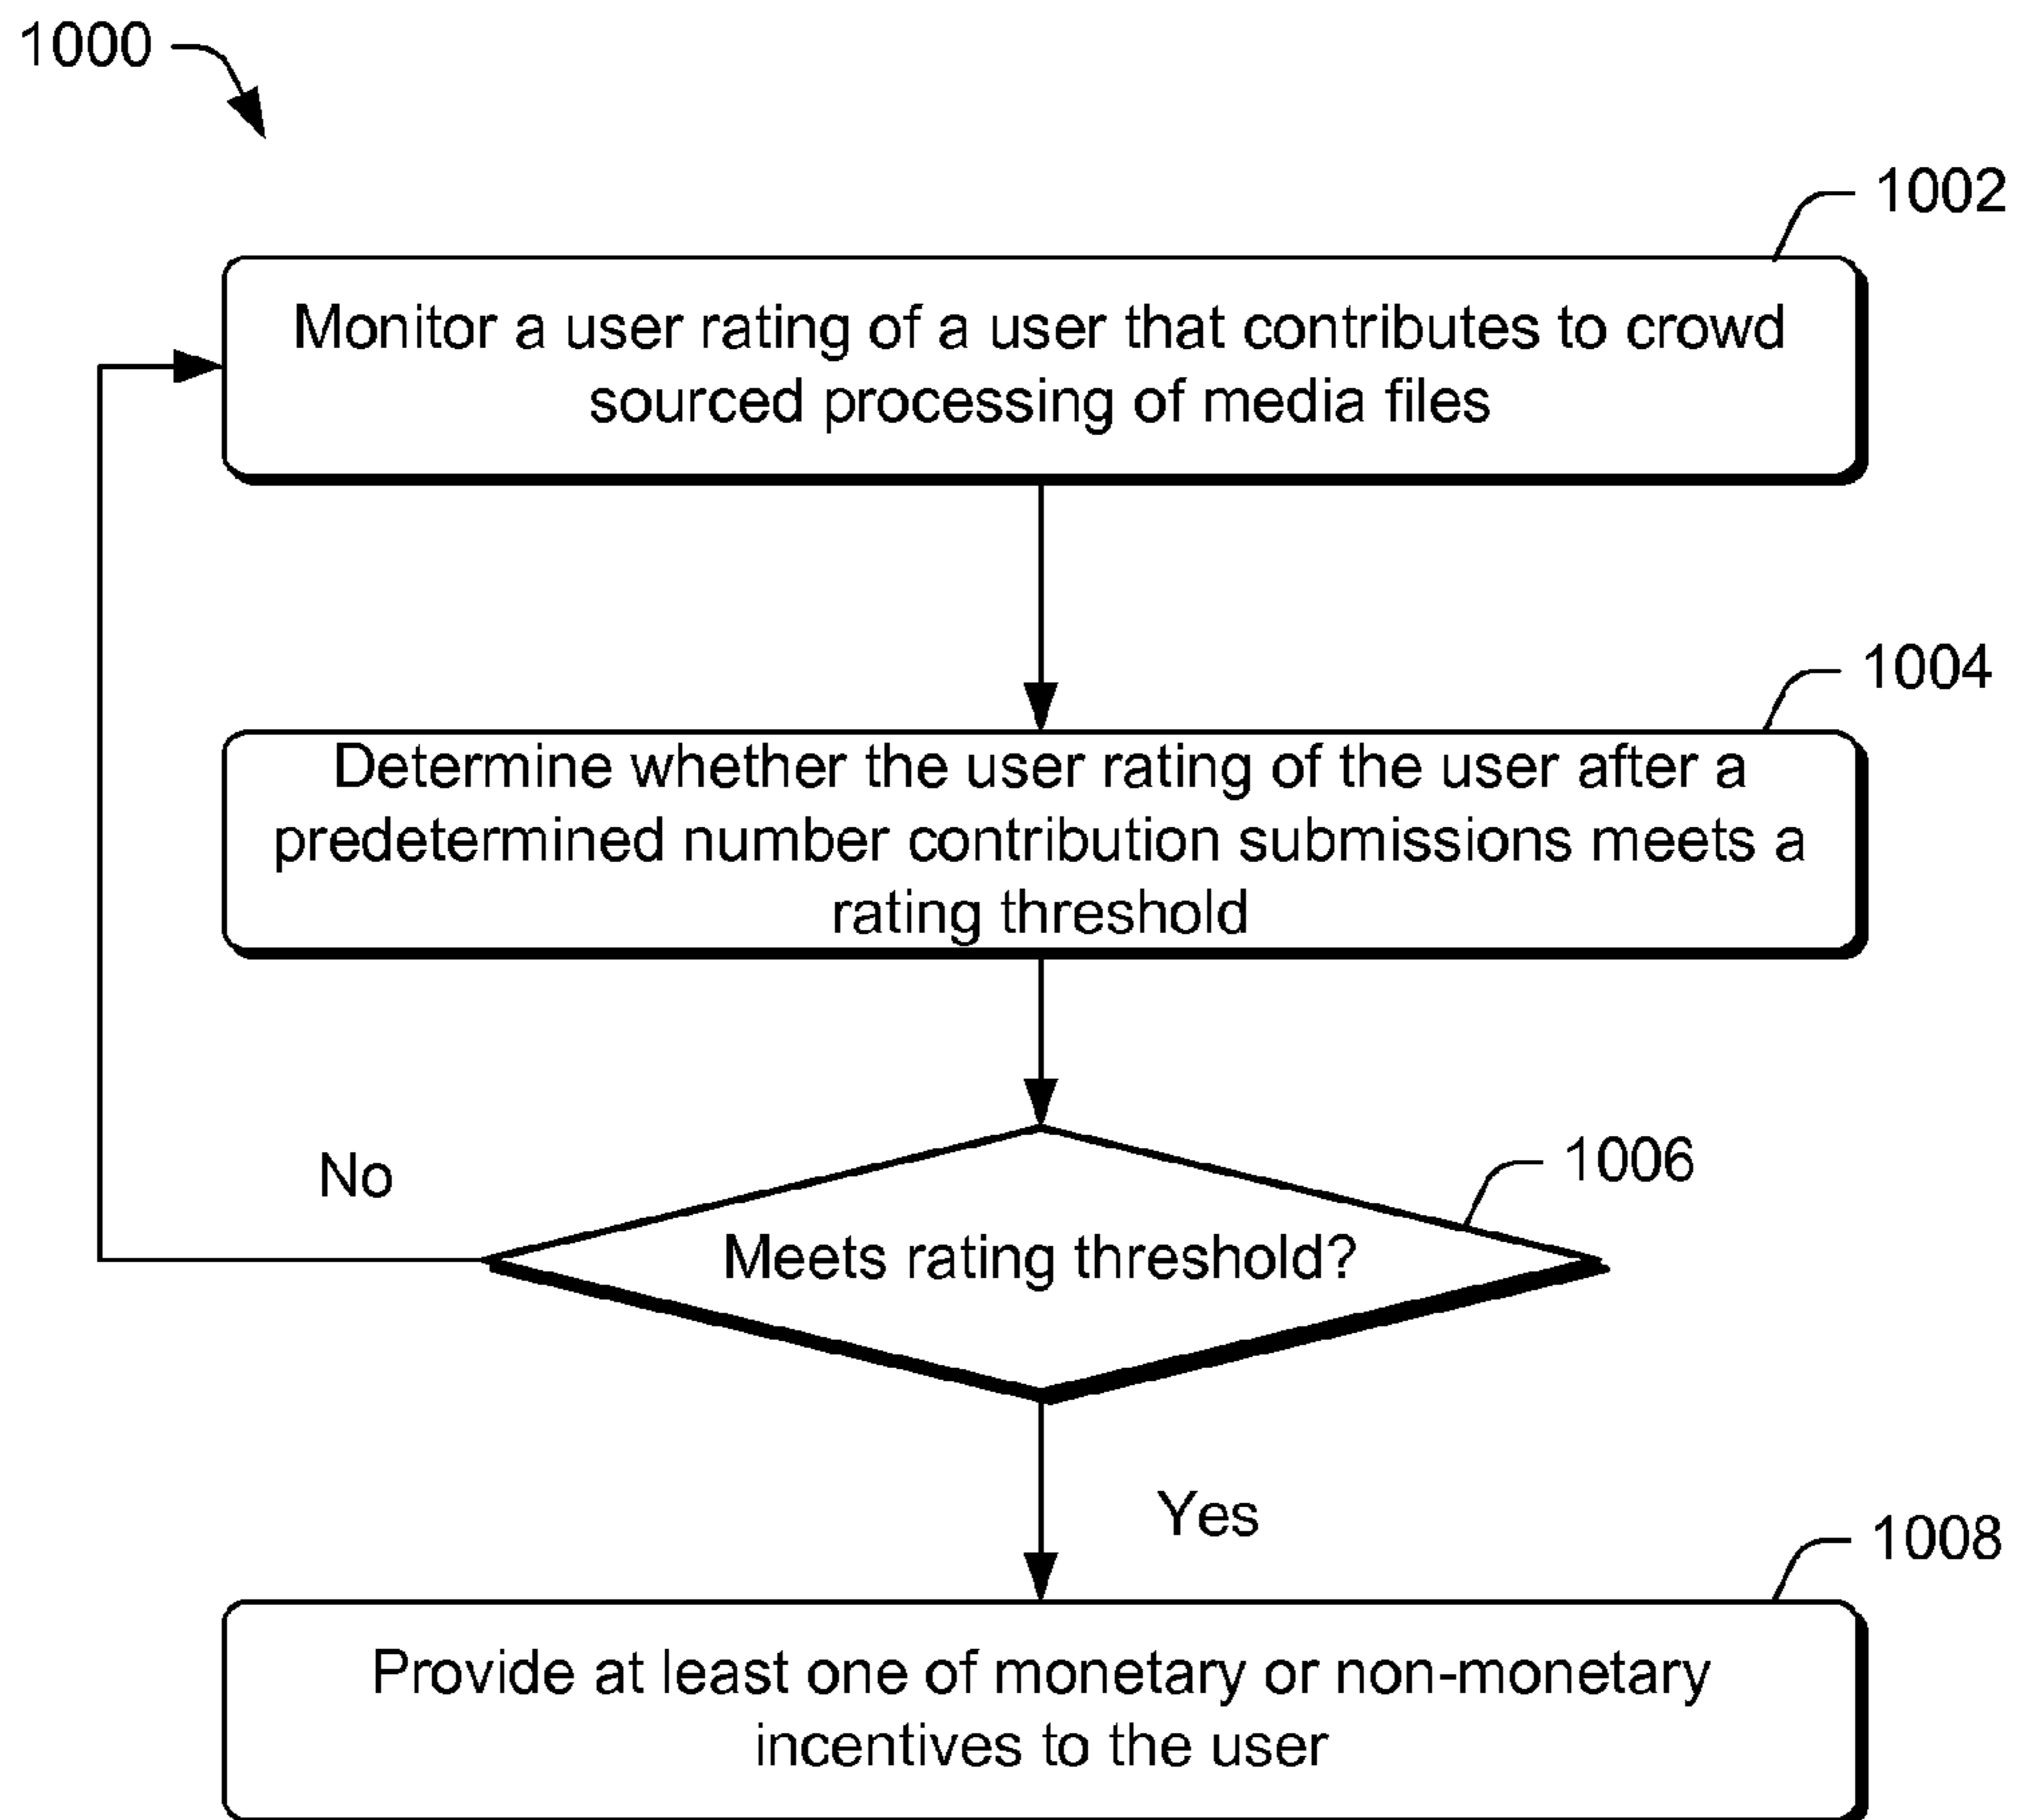 1000
1002
Monitor a user rating of a user that contributes to crowd
sourced processing of media files
1004
Determine whether the user rating of the user after a
predetermined number contribution submissions meets a
rating threshold
No
1006
Meets rating threshold?
Yes
1008
Provide at least one of monetary or non-monetary
incentives to the user